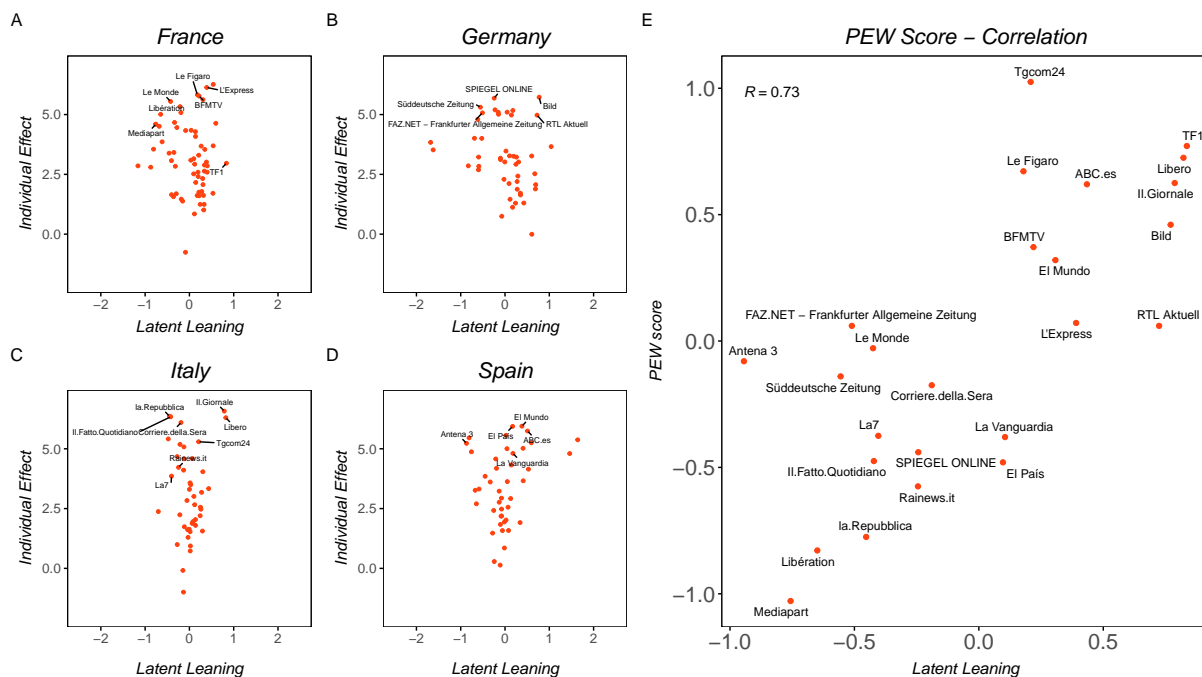 A
France
Le Figaro
Le Monde
L'Express
Libération
BFMTV
Mediapart
TF1
5.0
2.5
0.0
Individual Effect
−2
−1
0
1
2
Latent Leaning
B
Germany
SPIEGEL ONLINE
Süddeutsche Zeitung
Bild
FAZ.NET − Frankfurter Allgemeine Zeitung
RTL Aktuell
5.0
2.5
0.0
Individual Effect
−2
−1
0
1
2
Latent Leaning
C
Italy
la.Repubblica
Il.Giornale
Il.Fatto.Quotidiano
Corriere.della.Sera
Libero
Tgcom24
Rainews.it
La7
5.0
2.5
0.0
Individual Effect
−2
−1
0
1
2
Latent Leaning
D
Spain
El Mundo
Antena 3
El País
ABC.es
La Vanguardia
5.0
2.5
0.0
Individual Effect
−2
−1
0
1
2
Latent Leaning
E
PEW Score − Correlation
R = 0.73
Tgcom24
TF1
Le Figaro
Libero
ABC.es
Il.Giornale
BFMTV
Bild
El Mundo
FAZ.NET − Frankfurter Allgemeine Zeitung
L'Express
RTL Aktuell
Le Monde
Antena 3
Süddeutsche Zeitung
Corriere.della.Sera
La7
La Vanguardia
Il.Fatto.Quotidiano
SPIEGEL ONLINE
El País
Rainews.it
la.Repubblica
Libération
Mediapart
1.0
0.5
0.0
−0.5
−1.0
PEW score
−1.0
−0.5
0.0
0.5
Latent Leaning